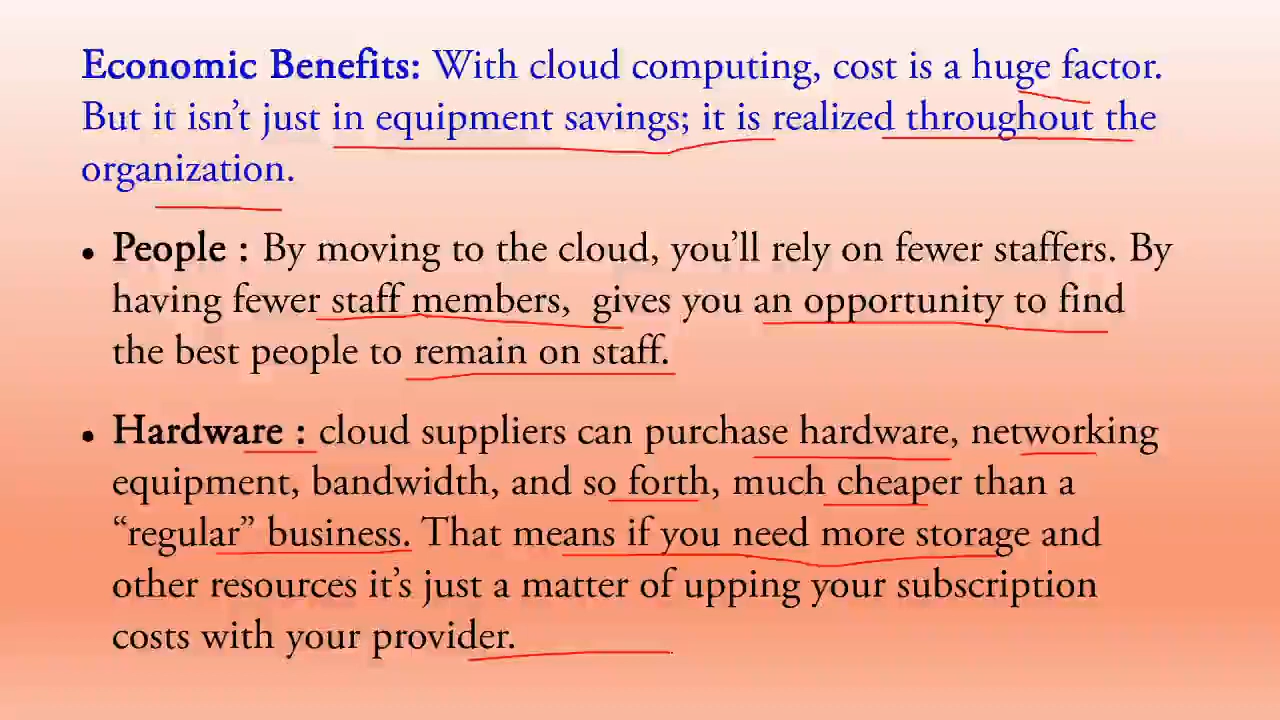 Economic Benefits: With cloud computing, cost is a huge factor.
But it isn't just in equipment savings; it is realized throughout the
organization.
• People : By moving to the cloud, you'll rely on fewer staffers. By
having fewer staff members, gives you an opportunity to find
the best people to remain on staff.
• Hardware : cloud suppliers can purchase hardware, networking
equipment, bandwidth, and so forth, much cheaper than a
“regular” business. That means if you need more storage and
other resources it's just a matter of upping your subscription
costs with your provider.